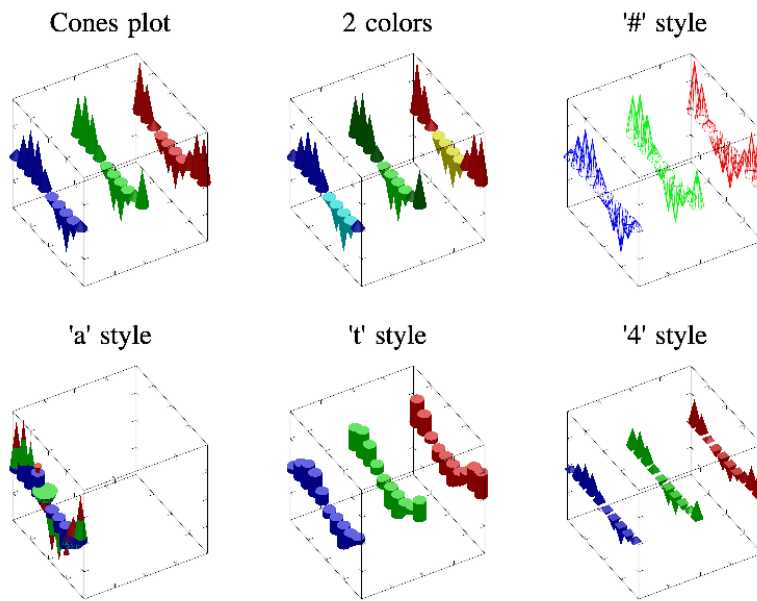 Cones plot
2 colors
'#' style
'a' style
't' style
'4' style